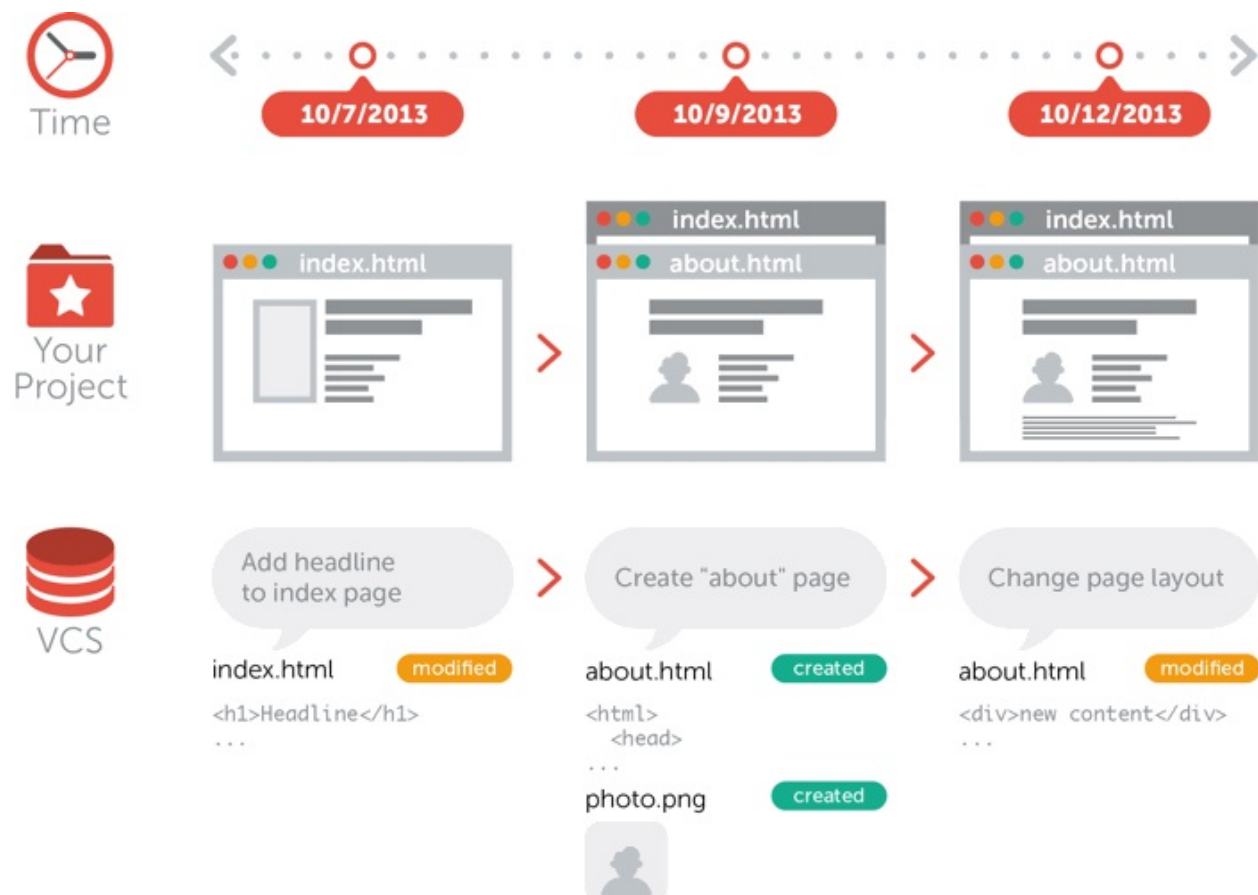 Time
10/7/2013
10/9/2013
10/12/2013
Your
Project
index.html
index.html
about.html
index.html
about.html
VCS
Add headline
to index page
Create "about" page
Change page layout
index.html modified
<h1>Headline</h1>
...
about.html created
<html>
<head>
...
photo.png created
about.html modified
<div>new content</div>
...